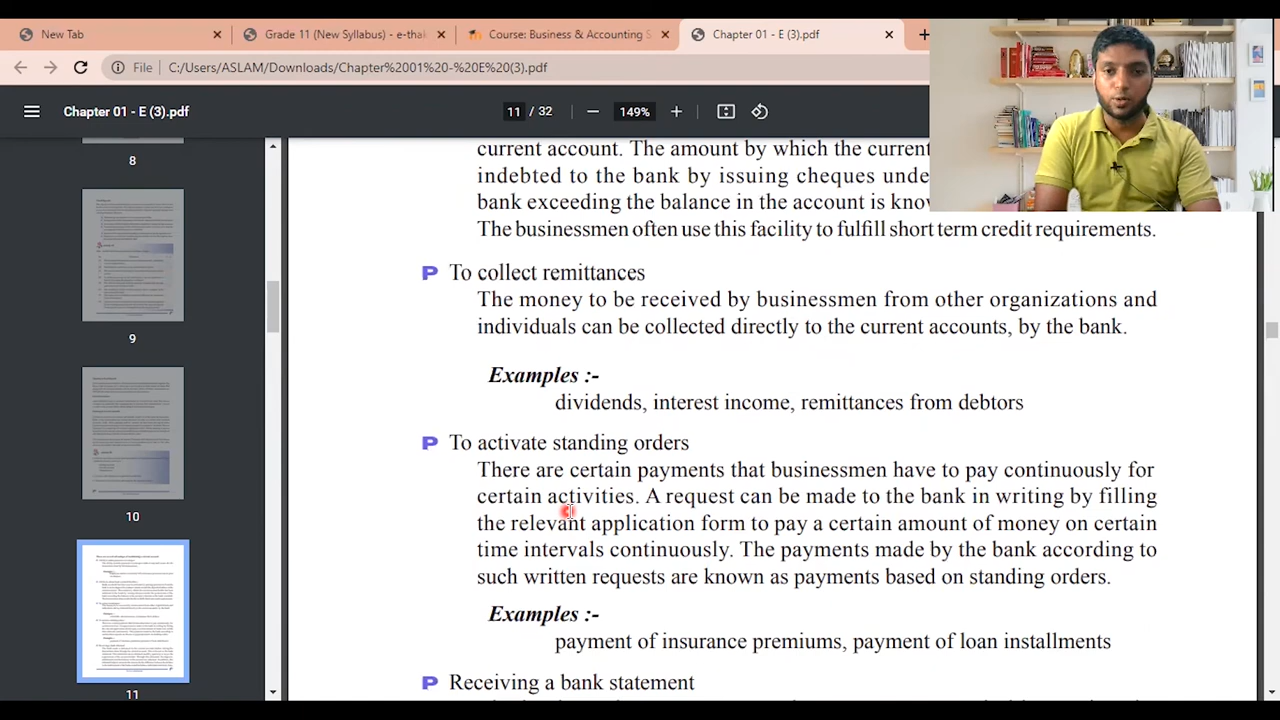 New Tab
Grade 11 (New Syllabus) - e-tha
Course: Business & Accounting S
Chapter 01 - E (3).pdf
File | /Users/ASLAM/Downloads/Chapter%2001%20-%20E%20(3).pdf
Chapter 01 - E (3).pdf
11 / 32
149%
8
9
10
11
current account. The amount by which the current
indebted to the bank by issuing cheques unde
bank exceeding the balance in the account is know
The businessmen often use this facility to fulfill short term credit requirements.
P To collect remittances
The money to be received by businessmen from other organizations and
individuals can be collected directly to the current accounts, by the bank.
Examples :-
dividends, interest income, remittances from debtors
P To activate standing orders
There are certain payments that businessmen have to pay continuously for
certain activities. A request can be made to the bank in writing by filling
the relevant application form to pay a certain amount of money on certain
time intervals continuously. The payments made by the bank according to
such written requests are known as payments based on standing orders.
Examples :-
payment of insurance premiums, payment of loan installments
P Receiving a bank statement